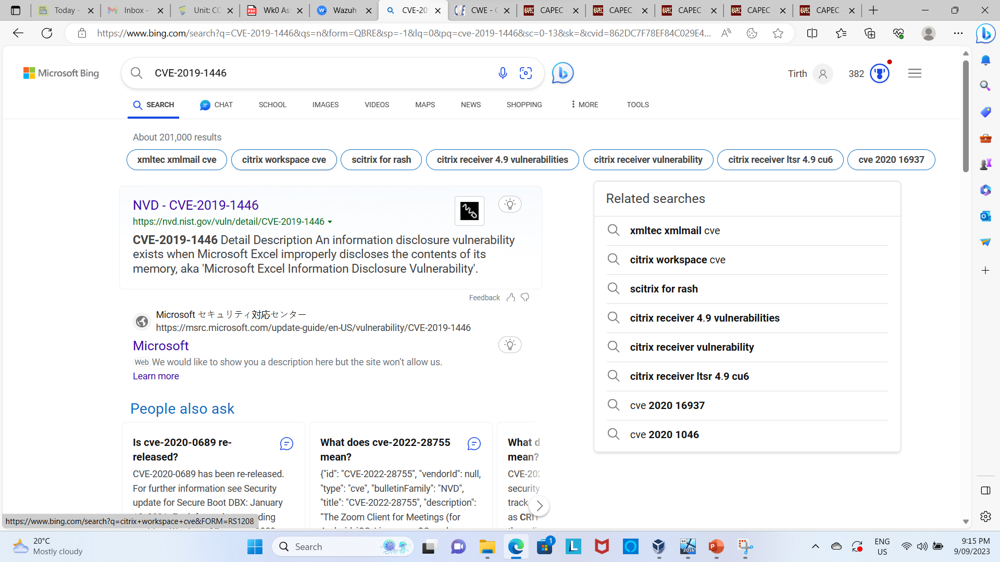 Today -
Inbox -
Unit: CC
Wk0 As
Wazuh
CVE-20
CWE - C
CAPEC -
CAPEC -
CAPEC -
CAPEC -
CAPEC -
https://www.bing.com/search?q=CVE-2019-1446&qs=n&form=QBRE&sp=-1&lq=0&pq=cve-2019-1446&sc=0-13&sk=&cvid=862DC7F78EF84C029E4...
Microsoft Bing
CVE-2019-1446
Tirth
382
SEARCH
CHAT
SCHOOL
IMAGES
VIDEOS
MAPS
NEWS
SHOPPING
MORE
TOOLS
About 201,000 results
xmltec xmlmail cve
citrix workspace cve
scitrix for rash
citrix receiver 4.9 vulnerabilities
citrix receiver vulnerability
citrix receiver ltsr 4.9 cu6
cve 2020 16937
NVD - CVE-2019-1446
https://nvd.nist.gov/vuln/detail/CVE-2019-1446
NVD
CVE-2019-1446 Detail Description An information disclosure vulnerability
exists when Microsoft Excel improperly discloses the contents of its
memory, aka 'Microsoft Excel Information Disclosure Vulnerability'.
Feedback
Microsoft セキュリティ対応センター
https://msrc.microsoft.com/update-guide/en-US/vulnerability/CVE-2019-1446
Microsoft
Web We would like to show you a description here but the site won't allow us.
Learn more
People also ask
Is cve-2020-0689 re-
released?
CVE-2020-0689 has been re-released.
For further information see Security
update for Secure Boot DBX: January
What does cve-2022-28755
mean?
{"id": "CVE-2022-28755", "vendorId": null,
"type": "cve", "bulletinFamily": "NVD",
"title": "CVE-2022-28755", "description":
"The Zoom Client for Meetings (for
What d
mean?
CVE-202
security
track
as CRIT
Related searches
xmltec xmlmail cve
citrix workspace cve
scitrix for rash
citrix receiver 4.9 vulnerabilities
citrix receiver vulnerability
citrix receiver ltsr 4.9 cu6
cve 2020 16937
cve 2020 1046
https://www.bing.com/search?q=citrix+workspace+cve&FORM=RS1208
20°C
Mostly cloudy
Search
1
L
64
2016
P
ENG
US
9:15 PM
9/09/2023